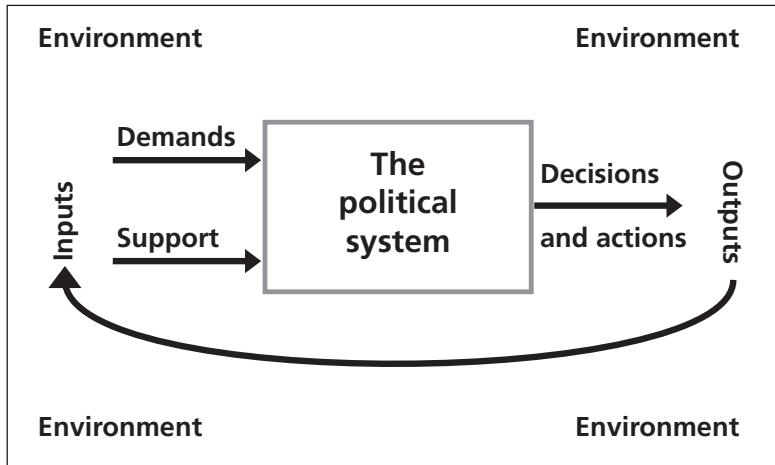 Environment
Environment
Demands
Support
Inputs
The
political
system
Decisions
and actions
Outputs
Environment
Environment